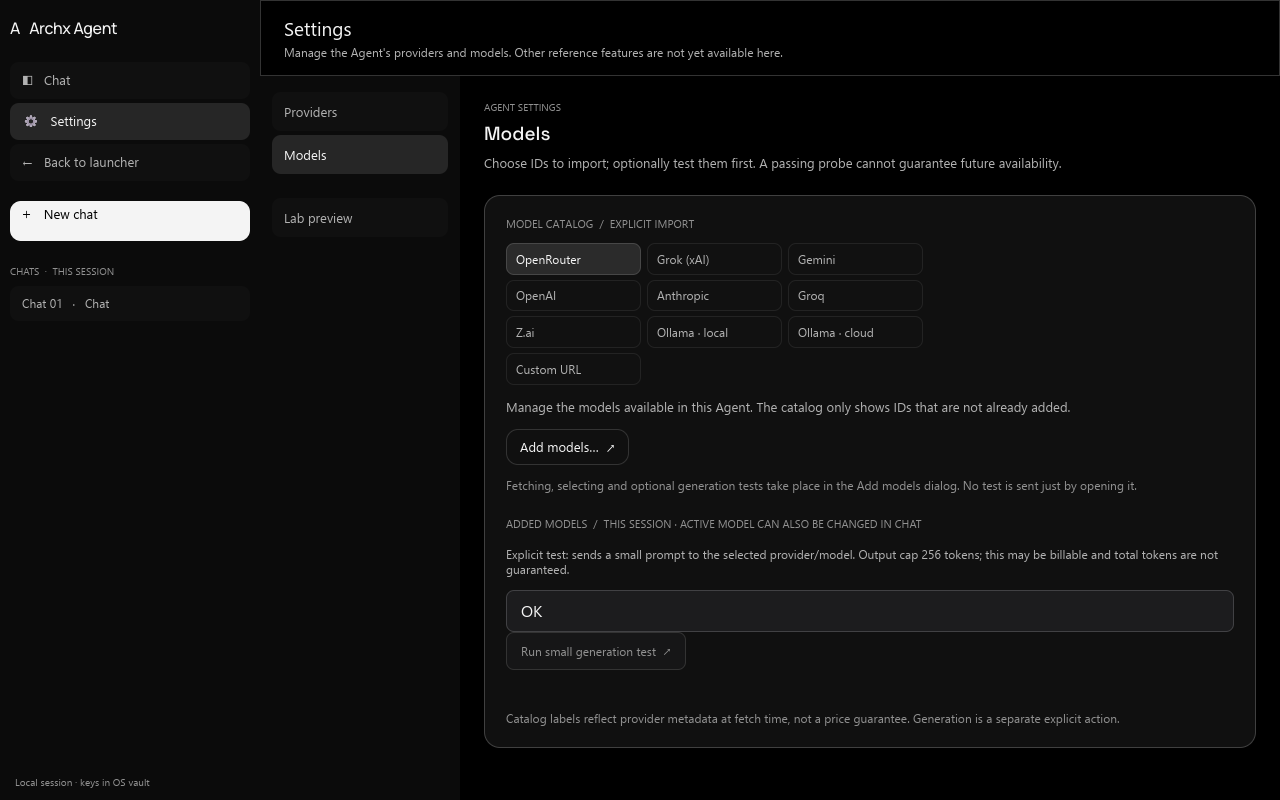 A Archx Agent
Chat
Settings
← Back to launcher
+ New chat
CHATS · THIS SESSION
Chat 01 · Chat
Local session · keys in OS vault
Settings
Manage the Agent's providers and models. Other reference features are not yet available here.
Providers
Models
Lab preview
AGENT SETTINGS
Models
Choose IDs to import; optionally test them first. A passing probe cannot guarantee future availability.
MODEL CATALOG / EXPLICIT IMPORT
OpenRouter
Grok (xAI)
Gemini
OpenAI
Anthropic
Groq
Z.ai
Ollama · local
Ollama · cloud
Custom URL
Manage the models available in this Agent. The catalog only shows IDs that are not already added.
Add models... ↗
Fetching, selecting and optional generation tests take place in the Add models dialog. No test is sent just by opening it.
ADDED MODELS / THIS SESSION · ACTIVE MODEL CAN ALSO BE CHANGED IN CHAT
Explicit test: sends a small prompt to the selected provider/model. Output cap 256 tokens; this may be billable and total tokens are not
guaranteed.
OK
Run small generation test ↗
Catalog labels reflect provider metadata at fetch time, not a price guarantee. Generation is a separate explicit action.